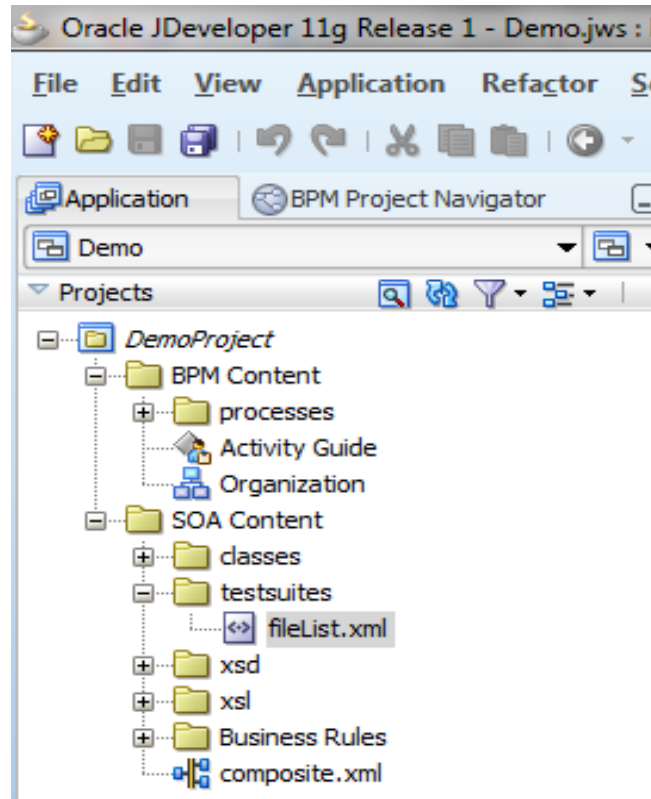 Oracle JDeveloper 11g Release 1 - Demo.jws :
File Edit View Application Refactor
Application BPM Project Navigator
Demo
Projects
DemoProject
BPM Content
processes
Activity Guide
Organization
SOA Content
classes
testsuites
fileList.xml
xsd
xsl
Business Rules
composite.xml